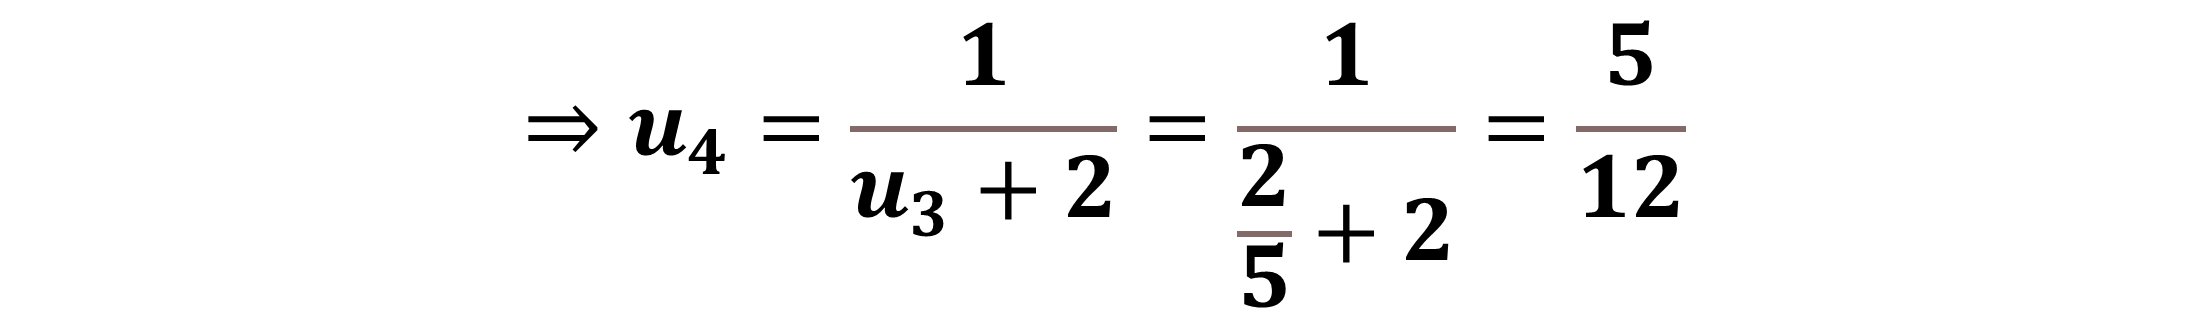 ⇒ u₄ = 1/(u₃ + 2) = 1/(2/5 + 2) = 5/12